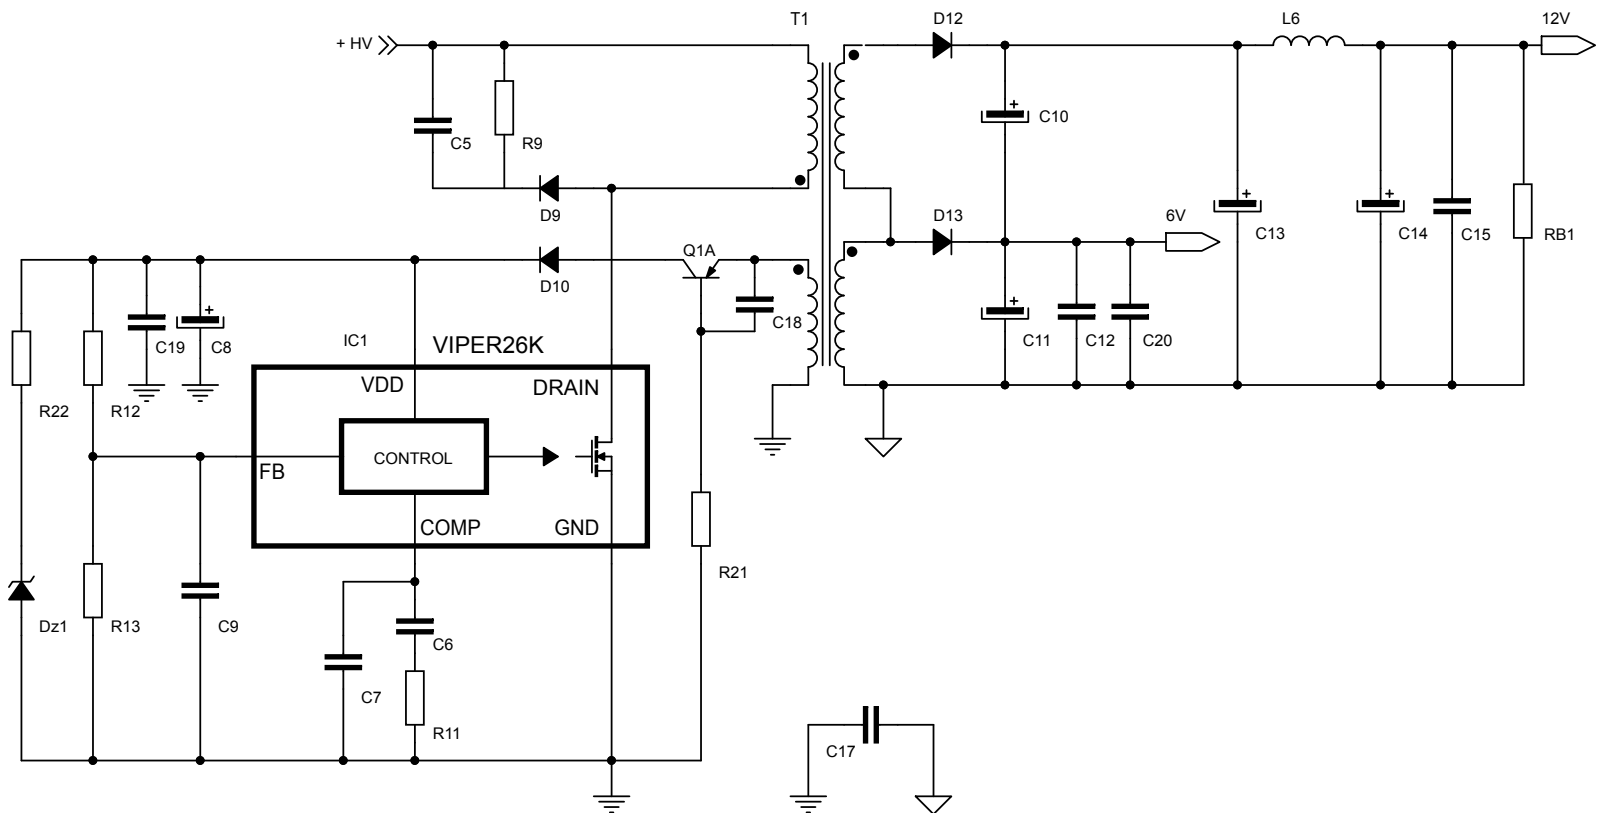 T1
D12
L6
12V
+ HV
+
C10
C5
R9
D9
D13
6V
+
C13
+
C14
C15
RB1
Q1A
D10
+
C19
C8
C18
+
C11
C12
C20
IC1
VIPER26K
VDD
DRAIN
R22
R12
CONTROL
FB
COMP
GND
R21
Dz1
R13
C9
C6
C7
R11
C17